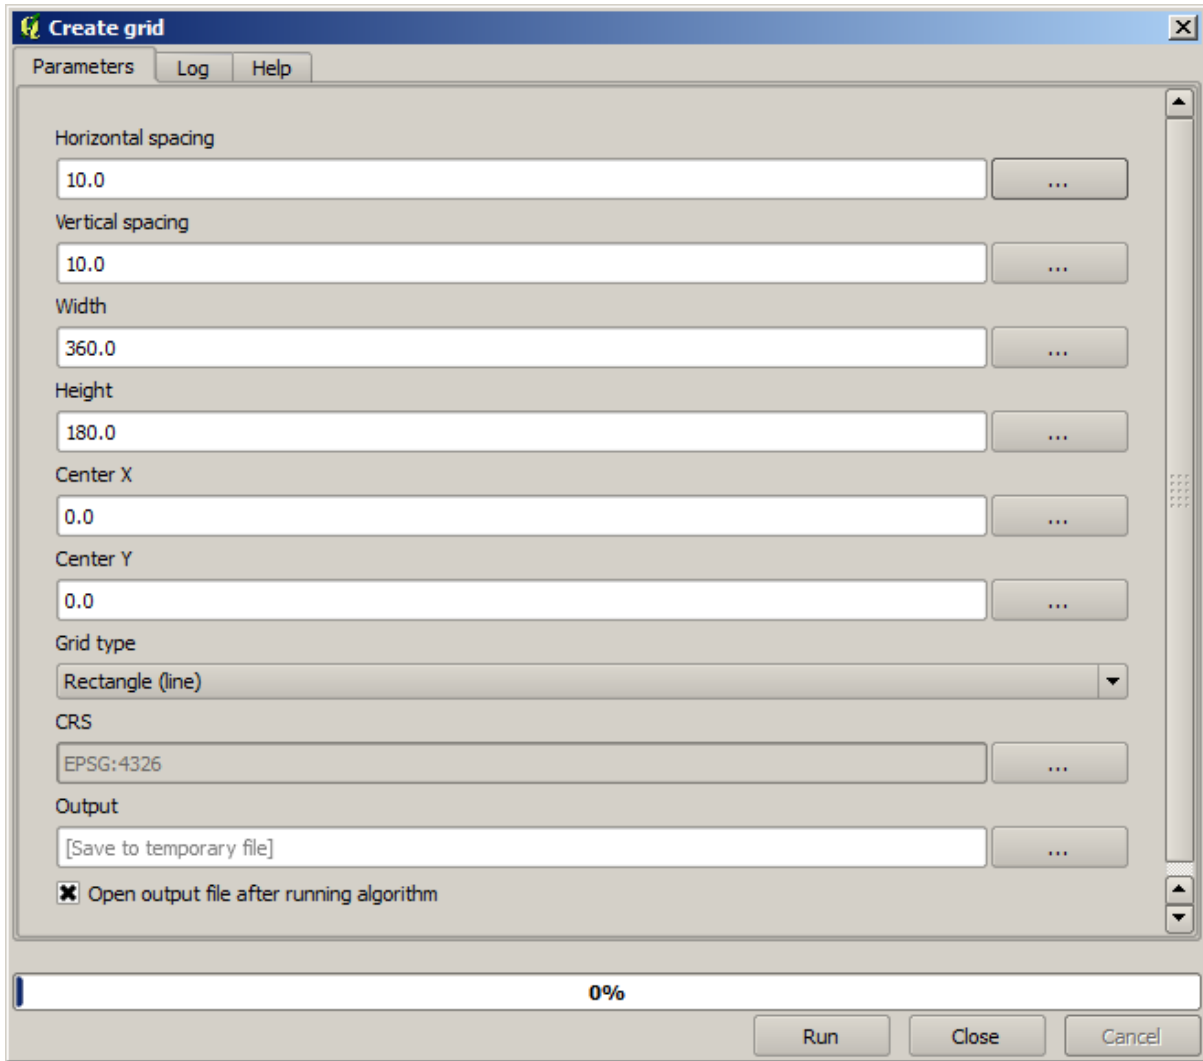 Create grid
Parameters Log Help
Horizontal spacing
10.0 ...
Vertical spacing
10.0 ...
Width
360.0 ...
Height
180.0 ...
Center X
0.0 ...
Center Y
0.0 ...
Grid type
Rectangle (line)
CRS
EPSG:4326 ...
Output
[Save to temporary file] ...
Open output file after running algorithm
0%
Run Close Cancel